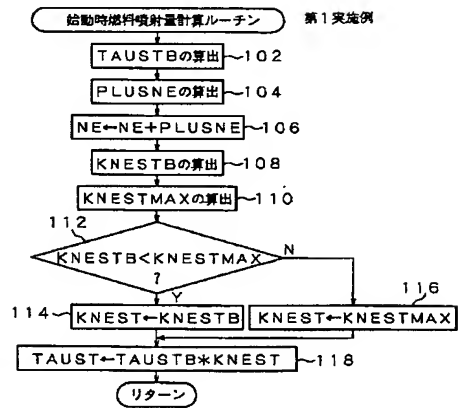 始動時燃料噴射量計算ルーチン 第1実施例
TAUSTBの算出 102
PLUSNEの算出 104
NE←NE+PLUSNE 106
KNESTBの算出 108
KNESTMAXの算出 110
112
KNESTB<KNESTMAX N
?
Y
114 KNEST←KNESTB
116
KNEST←KNESTMAX
TAUST←TAUSTB*KNEST 118
リターン